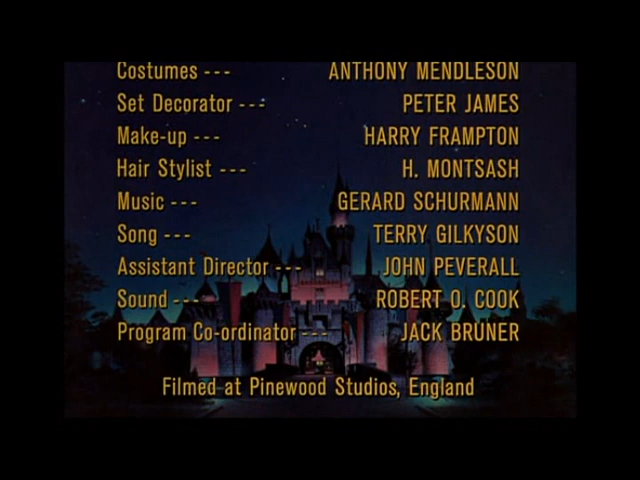 Costumes --- ANTHONY MENDLESON
Set Decorator --- PETER JAMES
Make-up --- HARRY FRAMPTON
Hair Stylist --- H. MONTSASH
Music --- GERARD SCHURMANN
Song --- TERRY GILKYSON
Assistant Director --- JOHN PEVERALL
Sound --- ROBERT O. COOK
Program Co-ordinator --- JACK BRUNER
Filmed at Pinewood Studios, England